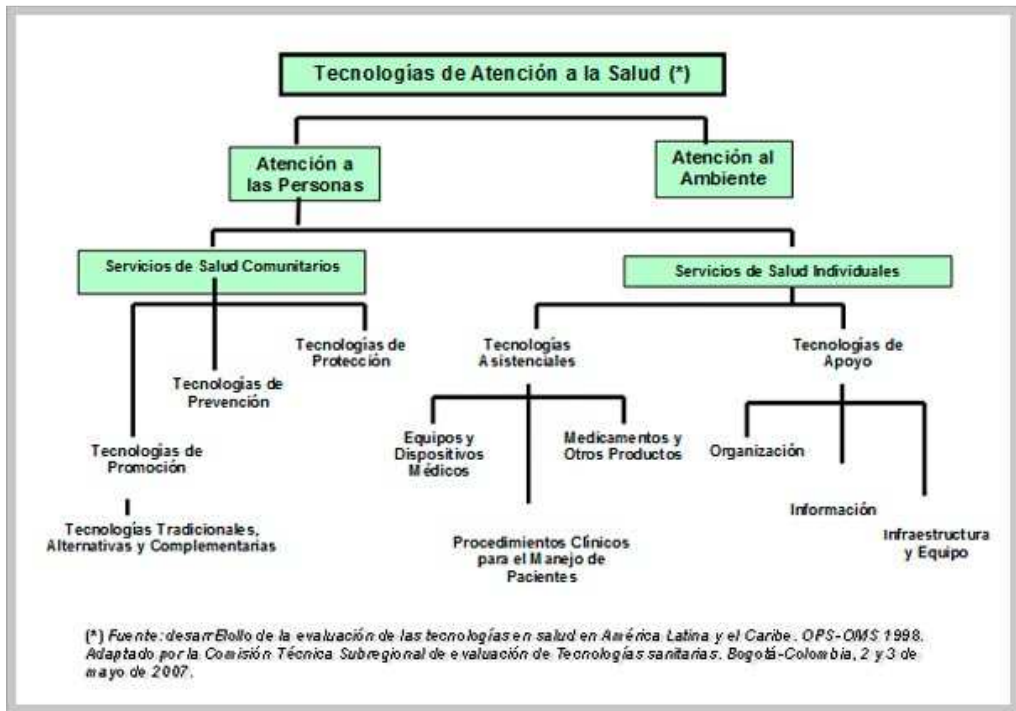 Tecnologías de Atención a la Salud (*)
Atención a
las Personas
Atención al
Ambiente
Servicios de Salud Comunitarios
Servicios de Salud Individuales
Tecnologías de
Protección
Tecnologías
Asistenciales
Tecnologías de
Apoyo
Tecnologías de
Prevención
Tecnologías de
Promoción
Equipos y
Dispositivos
Médicos
Medicamentos y
Otros Productos
Organización
Información
Tecnologías Tradicionales,
Alternativas y Complementarias
Procedimientos Clínicos
para el Manejo de
Pacientes
Infraestructura
y Equipo
(*) Fuente: desarrElollo de la evaluación de las tecnologías en salud en América Latina y el Caribe. OPS-OMS 1998.
Adaptado por la Comisión Técnica Subregional de evaluación de Tecnologías sanitarias. Bogotá-Colombia, 2 y 3 de
mayo de 2007.